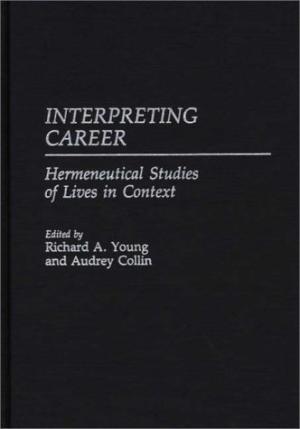 INTERPRETING
CAREER
Hermeneutical Studies
of Lives in Context
Edited by
Richard A. Young
and Audrey Collin